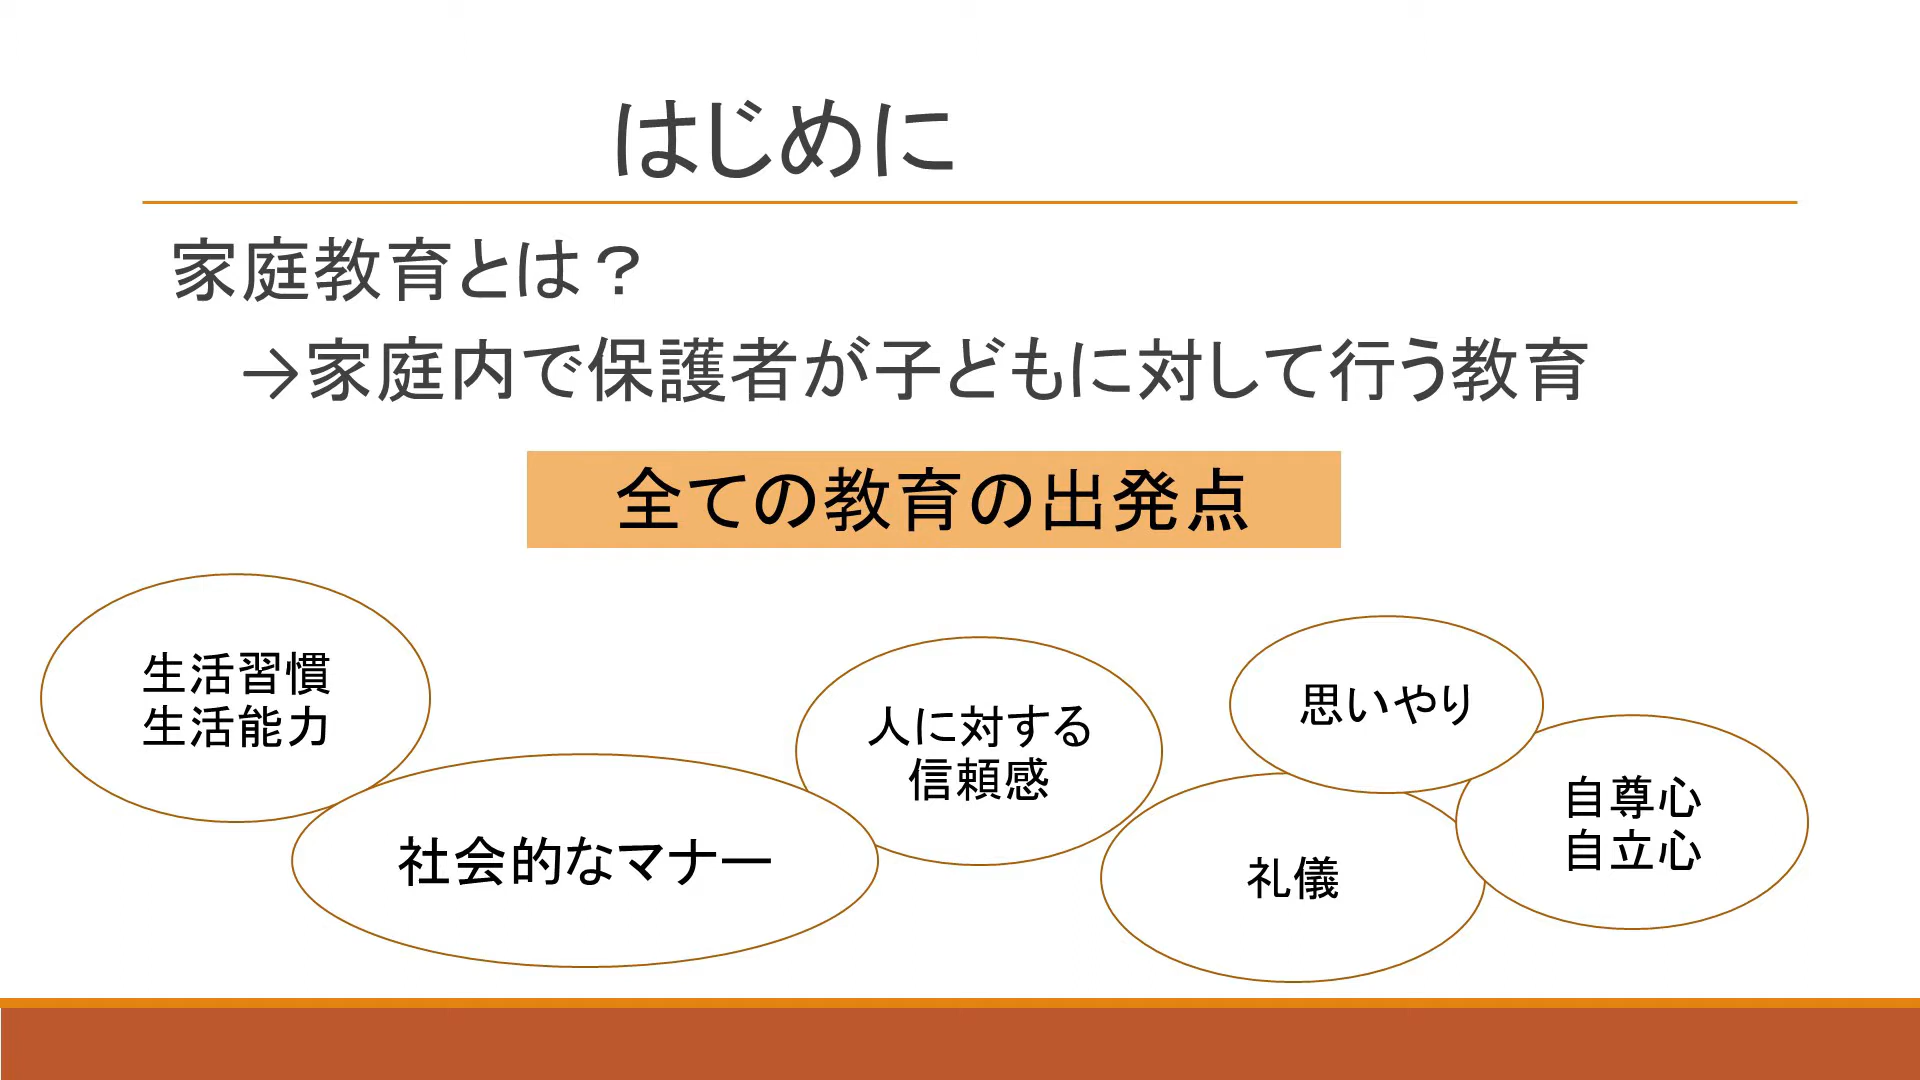 はじめに
家庭教育とは？
→家庭内で保護者が子どもに対して行う教育
全ての教育の出発点
生活習慣
生活能力
社会的なマナー
人に対する
信頼感
思いやり
礼儀
自尊心
自立心